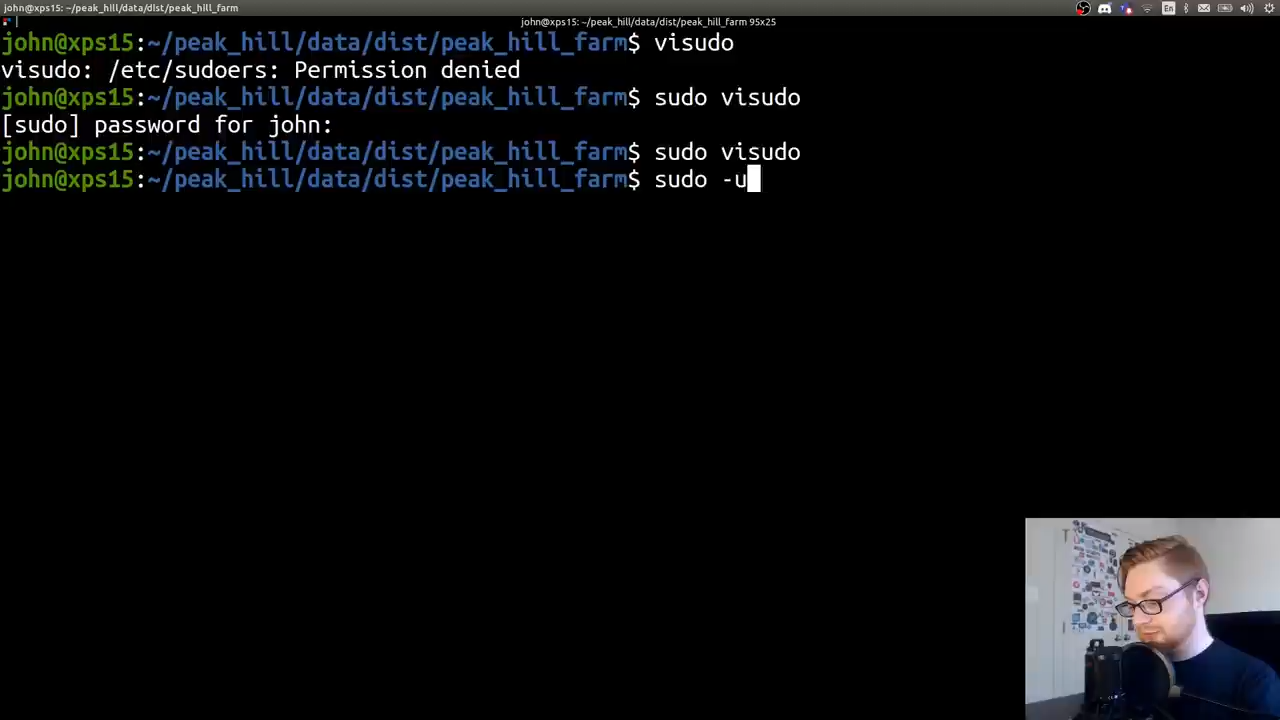 john@xps15: ~/peak_hill/data/dist/peak_hill_farm
En
john@xps15: ~/peak_hill/data/dist/peak_hill_farm 95x25
john@xps15:~/peak_hill/data/dist/peak_hill_farm$ visudo
visudo: /etc/sudoers: Permission denied
john@xps15:~/peak_hill/data/dist/peak_hill_farm$ sudo visudo
[sudo] password for john:
john@xps15:~/peak_hill/data/dist/peak_hill_farm$ sudo visudo
john@xps15:~/peak_hill/data/dist/peak_hill_farm$ sudo -u